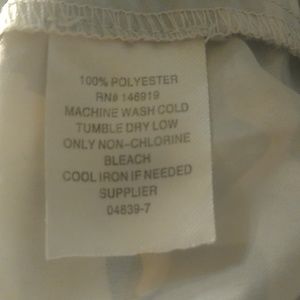 100% POLYESTER
RN# 146919
MACHINE WASH COLD
TUMBLE DRY LOW
ONLY NON-CHLORINE
BLEACH
COOL IRON IF NEEDED
SUPPLIER
04639-7